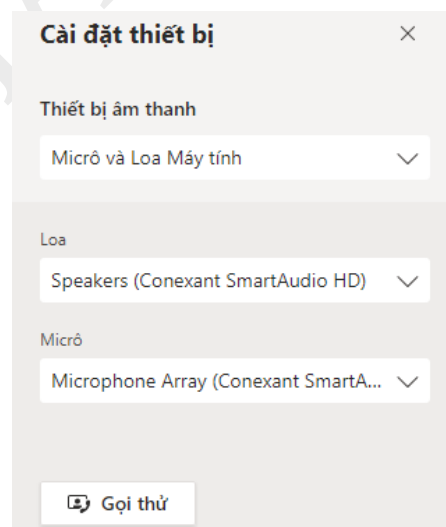 Cài đặt thiết bị
Thiết bị âm thanh
Micrô và Loa Máy tính
Loa
Speakers (Conexant SmartAudio HD)
Micrô
Microphone Array (Conexant SmartA...
Gọi thử